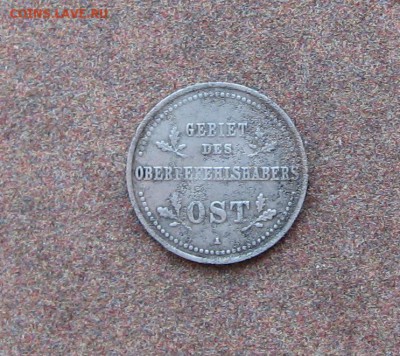 COINS.LAVE.RU
GEBIET
DES
OBERBEFEHLSHABERS
OST
A